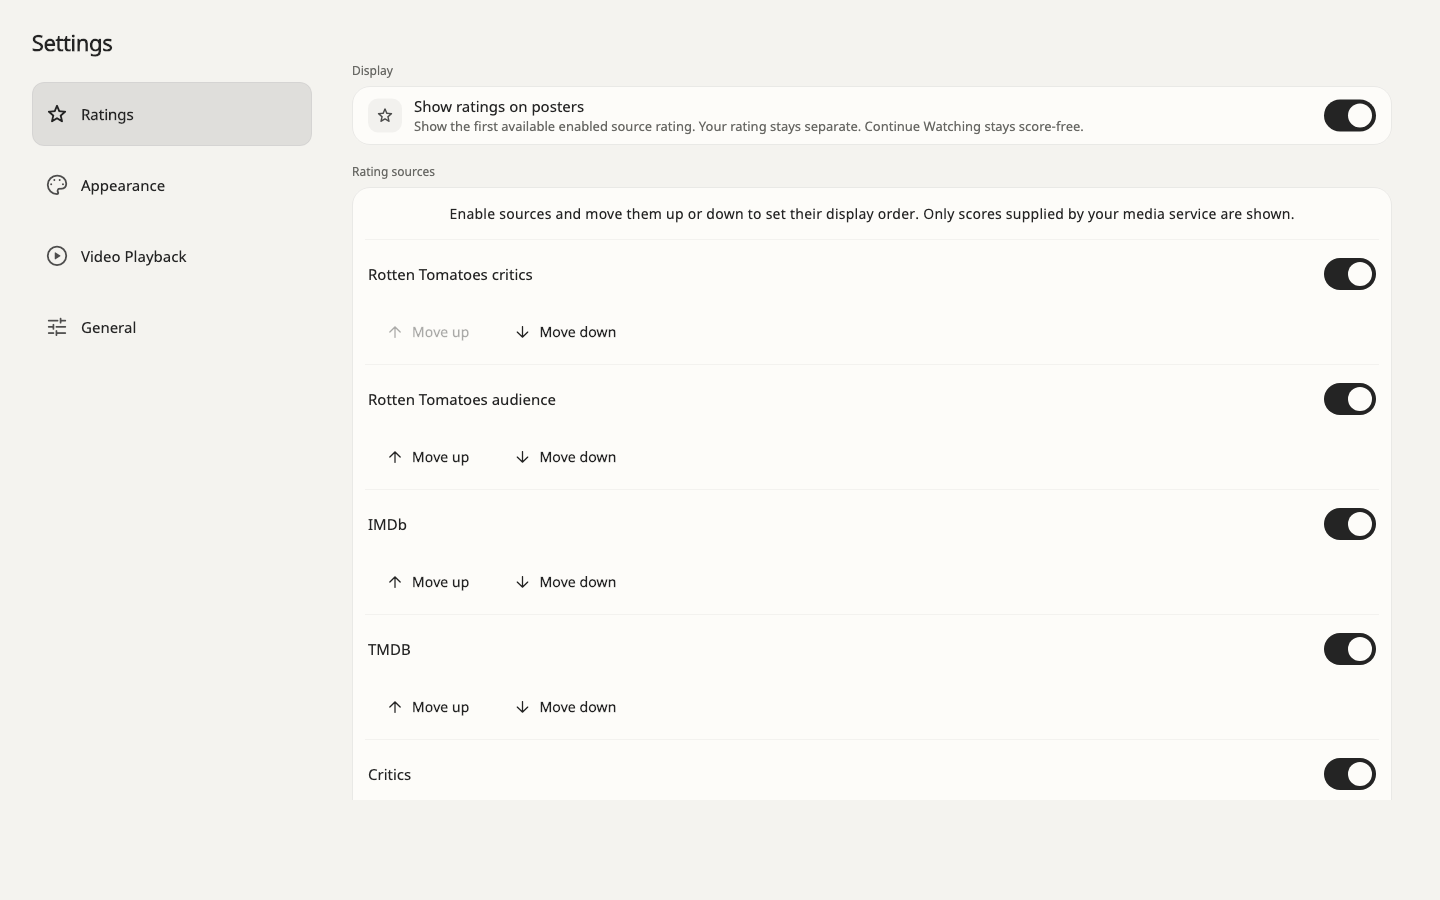 Settings
Ratings
Appearance
Video Playback
General
Display
Show ratings on posters
Show the first available enabled source rating. Your rating stays separate. Continue Watching stays score-free.
Rating sources
Enable sources and move them up or down to set their display order. Only scores supplied by your media service are shown.
Rotten Tomatoes critics
Move up Move down
Rotten Tomatoes audience
Move up Move down
IMDb
Move up Move down
TMDB
Move up Move down
Critics